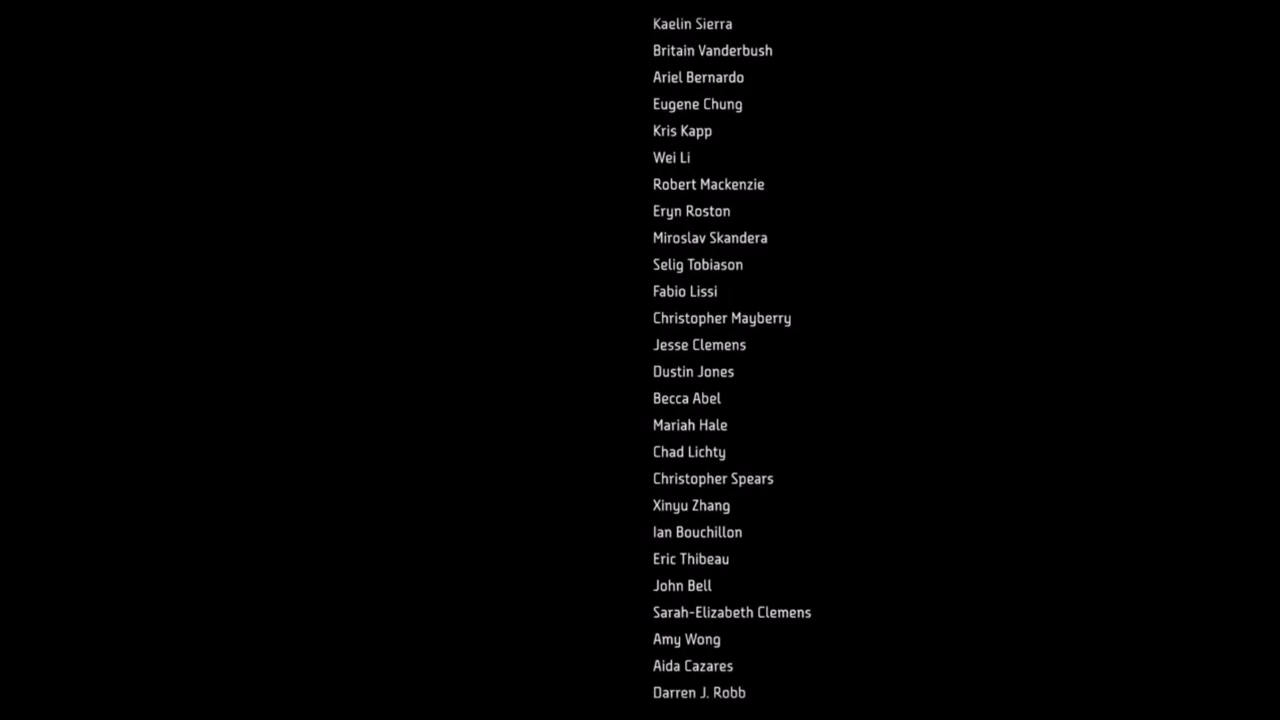 Kaelin Sierra
Britain Vanderbush
Ariel Bernardo
Eugene Chung
Kris Kapp
Wei Li
Robert Mackenzie
Eryn Roston
Miroslav Skandera
Selig Tobiason
Fabio Lissi
Christopher Mayberry
Jesse Clemens
Dustin Jones
Becca Abel
Mariah Hale
Chad Lichty
Christopher Spears
Xinyu Zhang
Ian Bouchillon
Eric Thibeau
John Bell
Sarah-Elizabeth Clemens
Amy Wong
Aida Cazares
Darren J. Robb